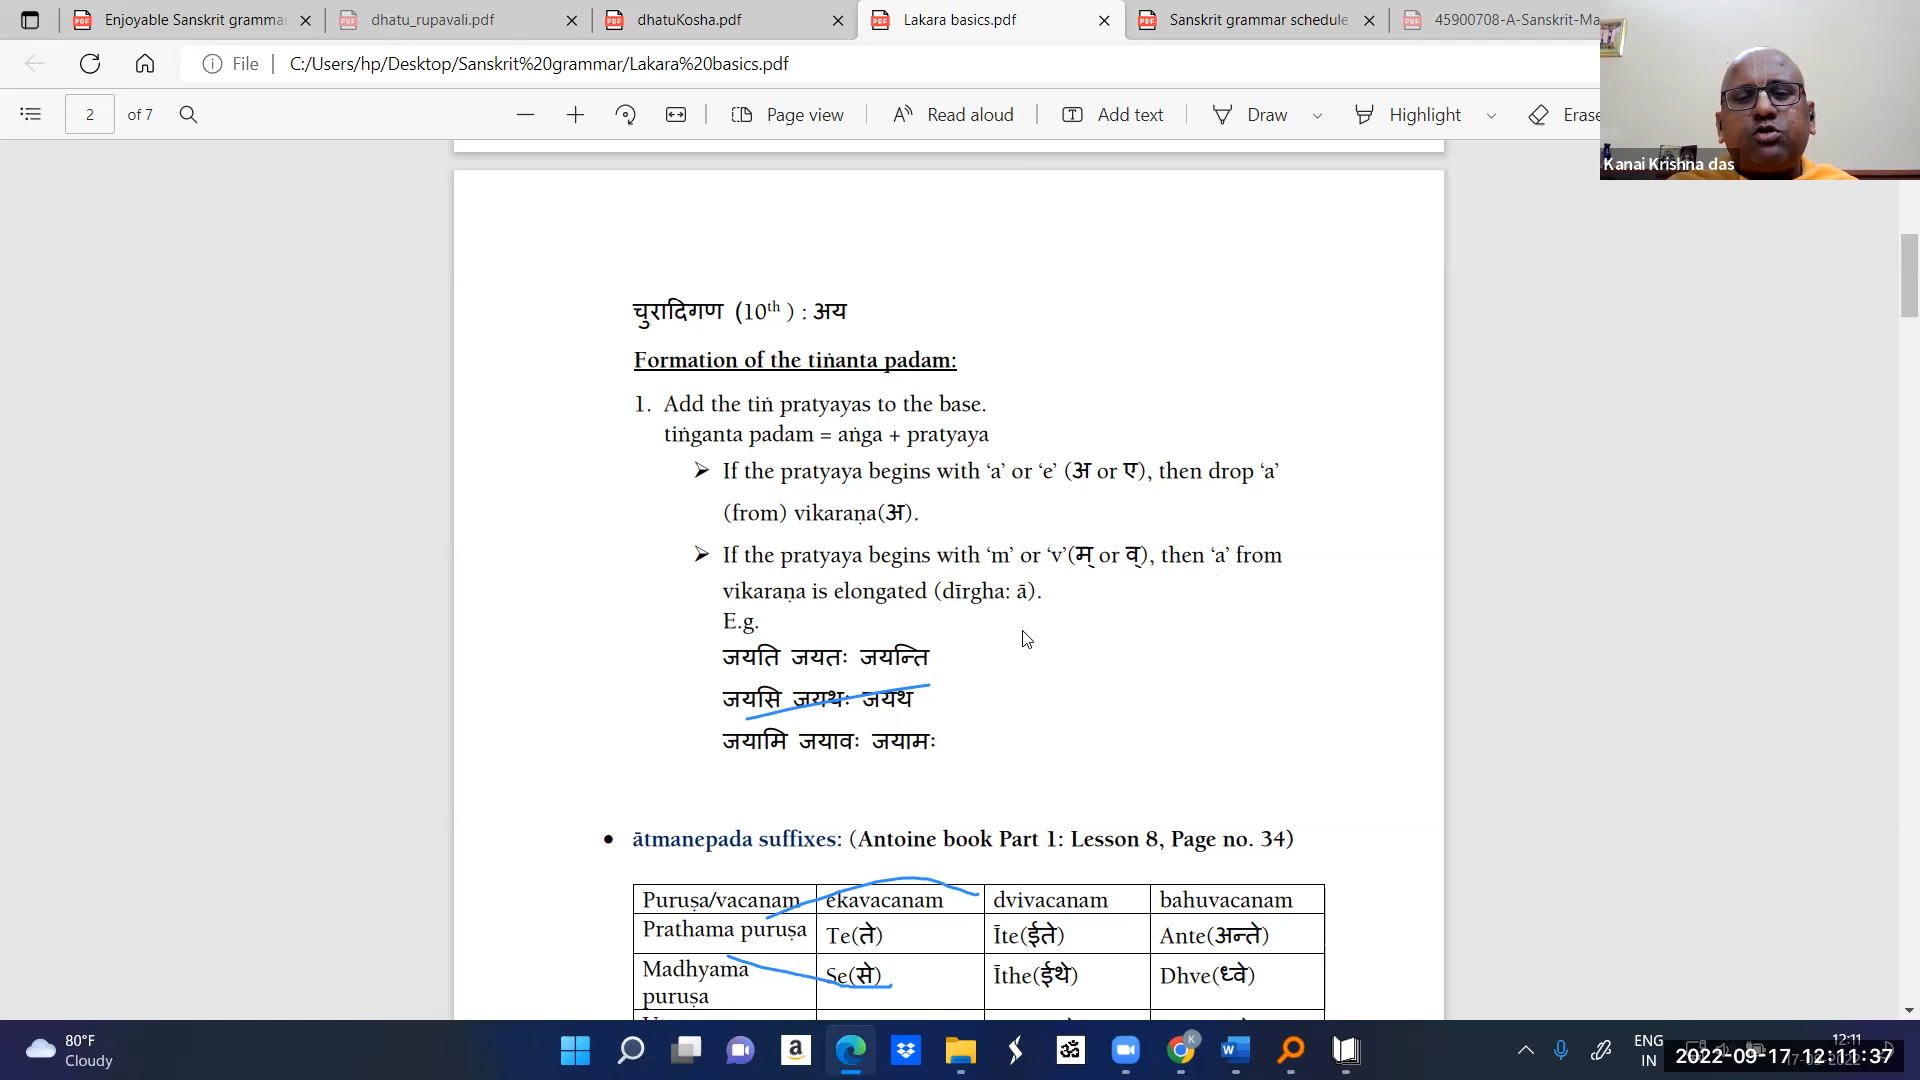 Enjoyable Sanskrit grammar
dhatu_rupavali.pdf
dhatuKosha.pdf
Lakara basics.pdf
Sanskrit grammar schedule
45900708-A-Sanskrit-Ma
File
C:/Users/hp/Desktop/Sanskrit%20grammar/Lakara%20basics.pdf
2 of 7
Page view
Read aloud
Add text
Draw
Highlight
Erase
Kanai Krishna das
चुरादिगण (10th ) : अय
Formation of the tiṅanta padam:
1. Add the tiṅ pratyayas to the base.
tiṅganta padam = aṅga + pratyaya
➢ If the pratyaya begins with ‘a’ or ‘e’ (अ or ए), then drop ‘a’
(from) vikaraṇa(अ).
➢ If the pratyaya begins with ‘m’ or ‘v’(म् or व्), then ‘a’ from
vikaraṇa is elongated (dīrgha: ā).
E.g.
जयति जयतः जयन्ति
जयसि जयथः जयथ
जयामि जयावः जयामः
• ātmanepada suffixes: (Antoine book Part 1: Lesson 8, Page no. 34)
Puruṣa/vacanam ekavacanam dvivacanam bahuvacanam
Prathama puruṣa Te(ते) Īte(ईते) Ante(अन्ते)
Madhyama Se(से) Īthe(ईथे) Dhve(ध्वे)
puruṣa
80°F
Cloudy
ENG
IN
12:11
2022-09-17 12:11:37